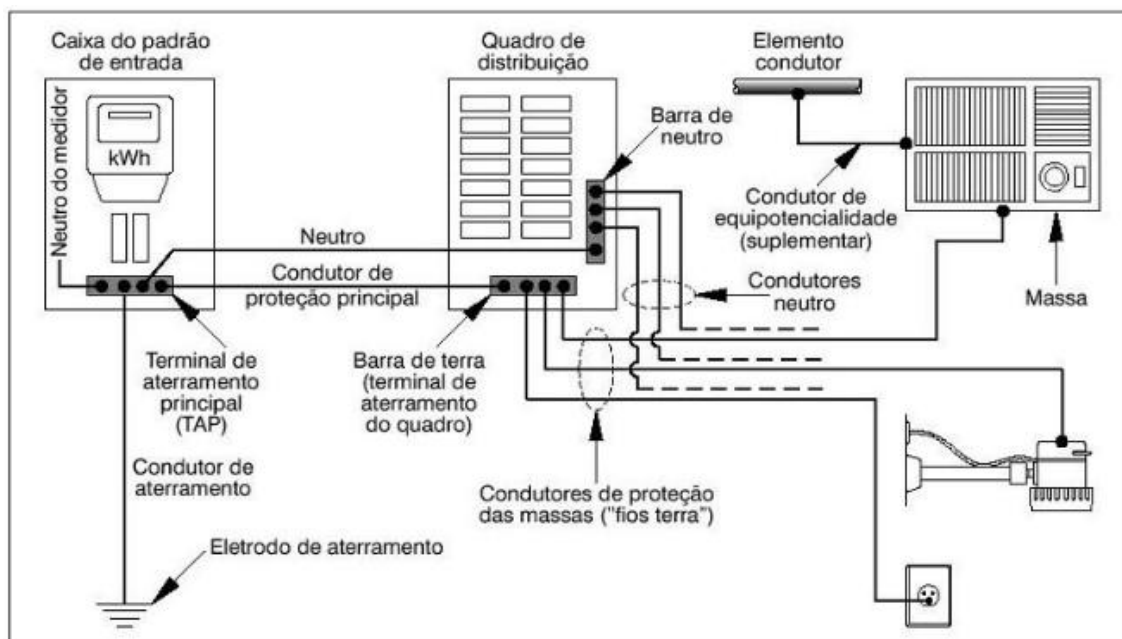 Caixa do padrão
de entrada
Neutro do medidor
kWh
Quadro de
distribuição
Barra de
neutro
Elemento
condutor
Condutor de
equipotencialidade
(suplementar)
Massa
Neutro
Condutor de
proteção principal
Condutores
neutro
Terminal de
aterramento
principal
(TAP)
Barra de terra
(terminal de
aterramento
do quadro)
Condutor de
aterramento
Condutores de proteção
das massas ("fios terra")
Eletrodo de aterramento